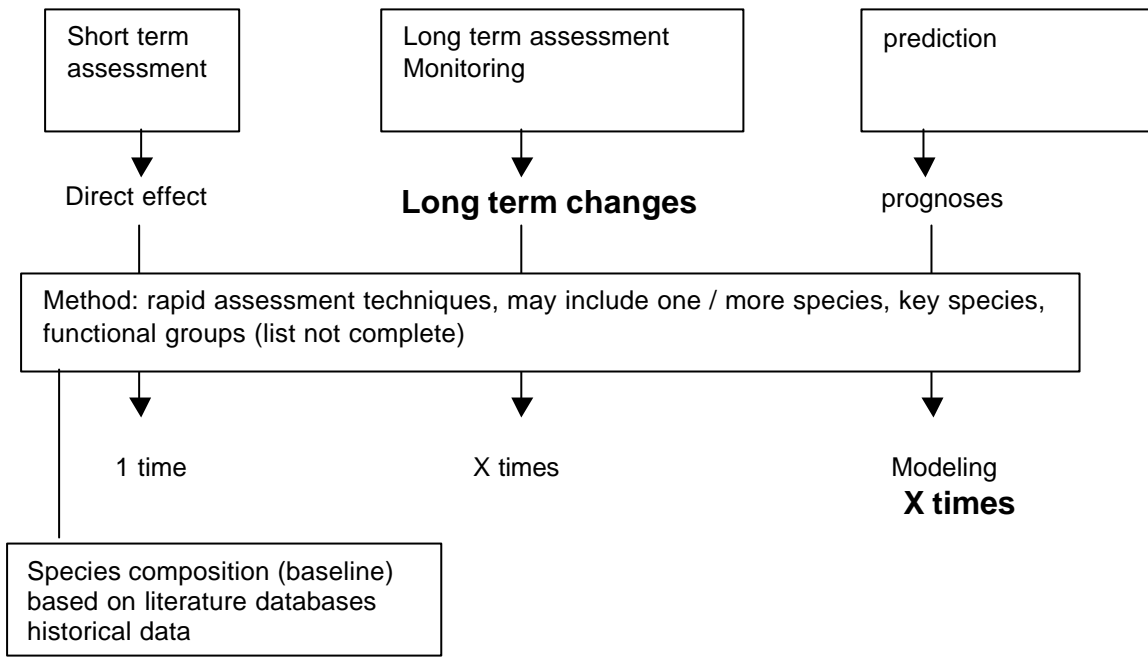 Short term
assessment
Long term assessment
Monitoring
prediction
Direct effect
Long term changes
prognoses
Method: rapid assessment techniques, may include one / more species, key species,
functional groups (list not complete)
1 time
X times
Modeling
X times
Species composition (baseline)
based on literature databases
historical data